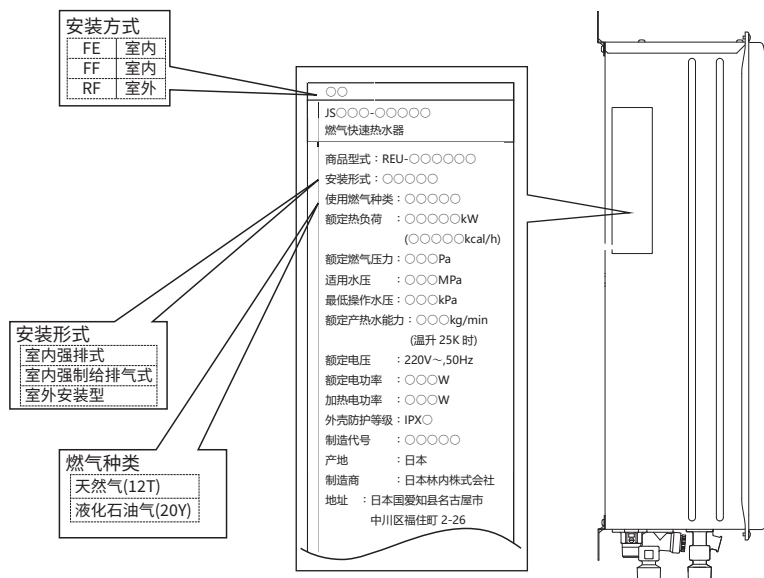 安装方式
FE 室内
FF 室内
RF 室外
○○
JS○○○-○○○○○
燃气快速热水器
商品型式：REU-○○○○○○
安装形式：○○○○○
使用燃气种类：○○○○○
额定热负荷 ：○○○○○kW
(○○○○○kcal/h)
额定燃气压力：○○○Pa
适用水压 ：○○○MPa
最低操作水压：○○○kPa
额定产热水能力：○○○kg/min
(温升 25K 时)
额定电压 ：220V～,50Hz
额定电功率 ：○○○W
加热电功率 ：○○○W
外壳防护等级：IPX○
制造代号 ：○○○○○
产地 ：日本
制造商 ：日本林内株式会社
地址 ：日本国爱知县名古屋市
中川区福住町 2-26
安装形式
室内强排式
室内强制给排气式
室外安装型
燃气种类
天然气(12T)
液化石油气(20Y)